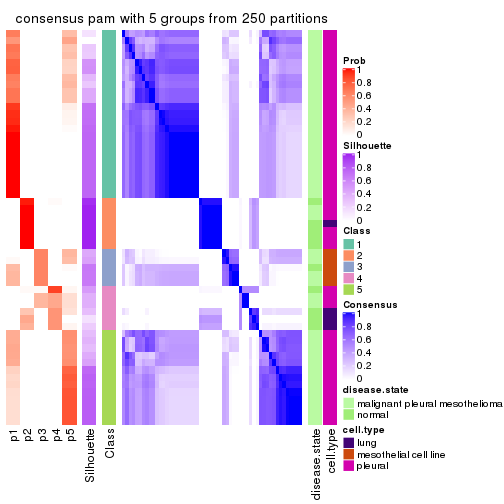 consensus pam with 5 groups from 250 partitions
Prob
1
0.8
0.6
0.4
0.2
0
Silhouette
1
0.8
0.6
0.4
0.2
0
Class
1
2
3
4
5
Consensus
1
0.8
0.6
0.4
0.2
0
disease.state
malignant pleural mesothelioma
normal
cell.type
lung
mesothelial cell line
pleural
p1
p2
p3
p4
p5
Silhouette
Class
disease.state
cell.type